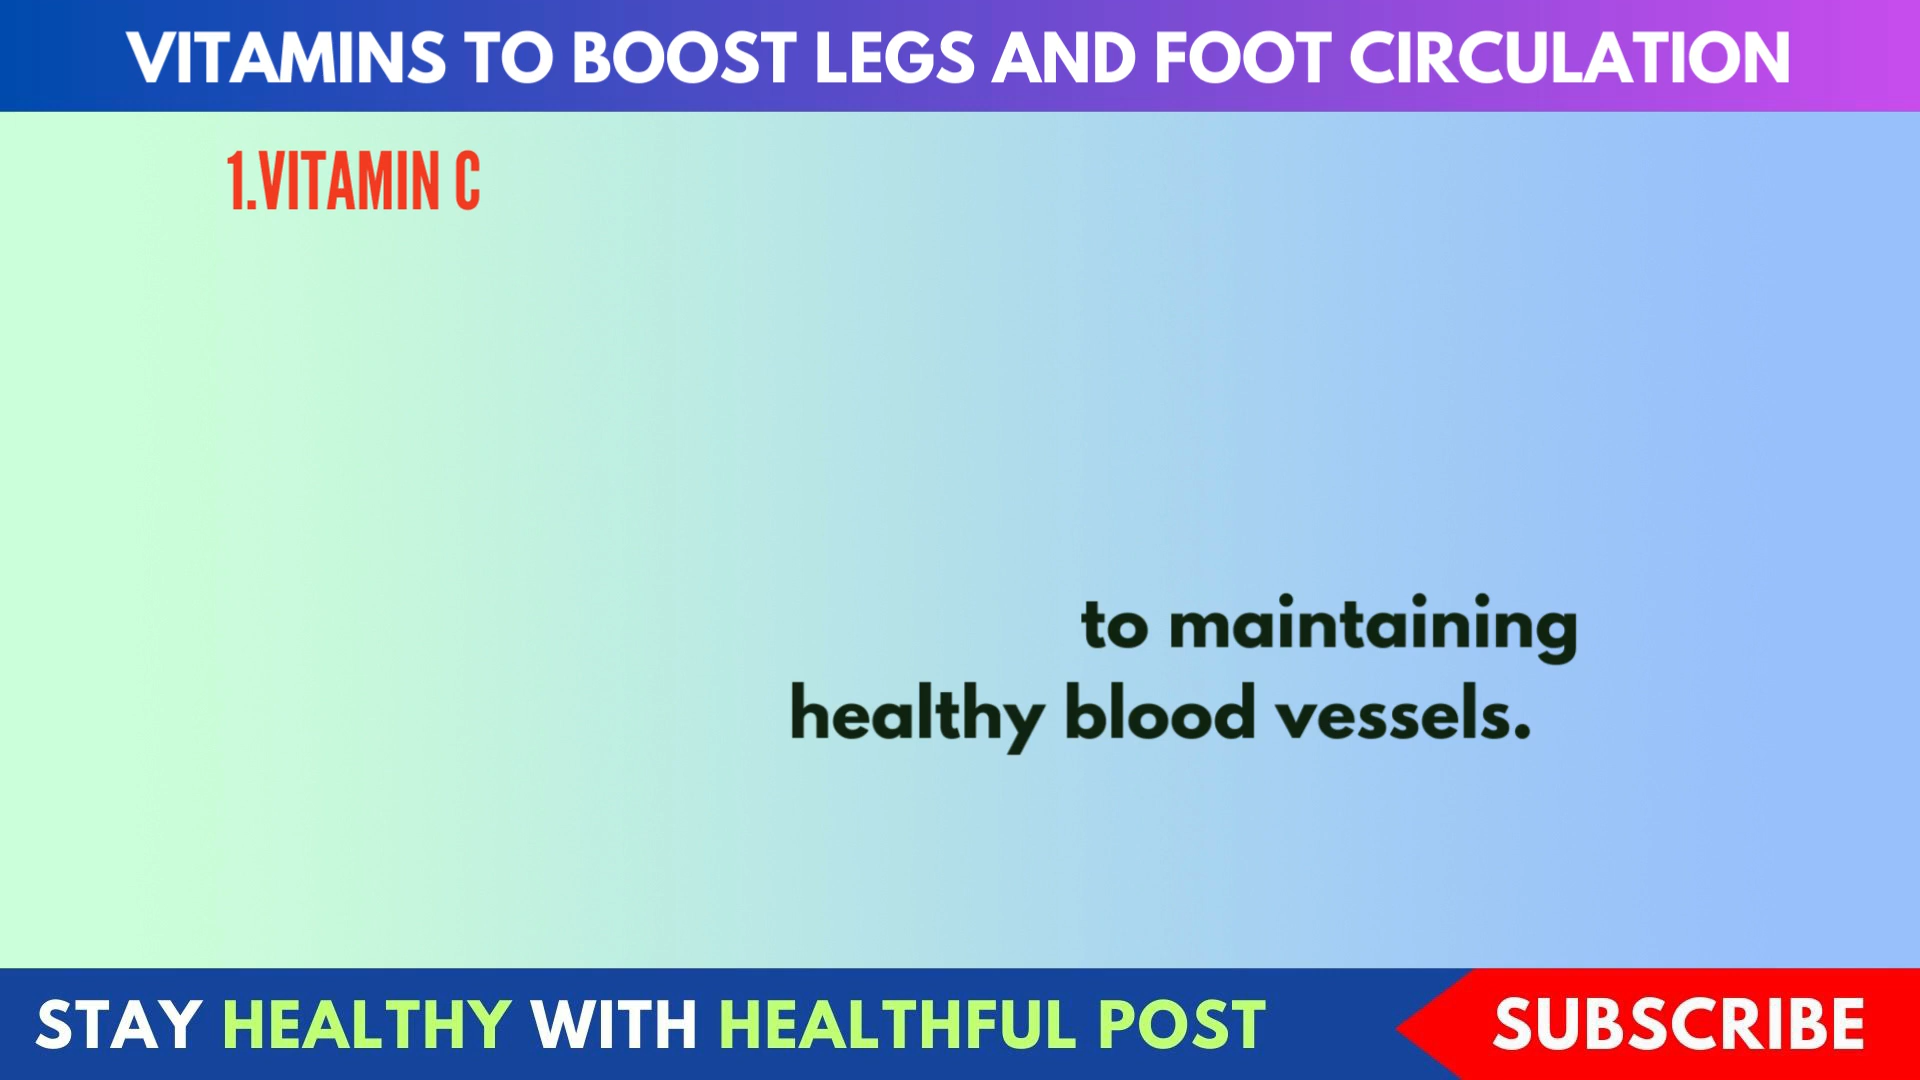 VITAMINS TO BOOST LEGS AND FOOT CIRCULATION
1.VITAMIN C
to maintaining
healthy blood vessels.
STAY HEALTHY WITH HEALTHFUL POST
SUBSCRIBE